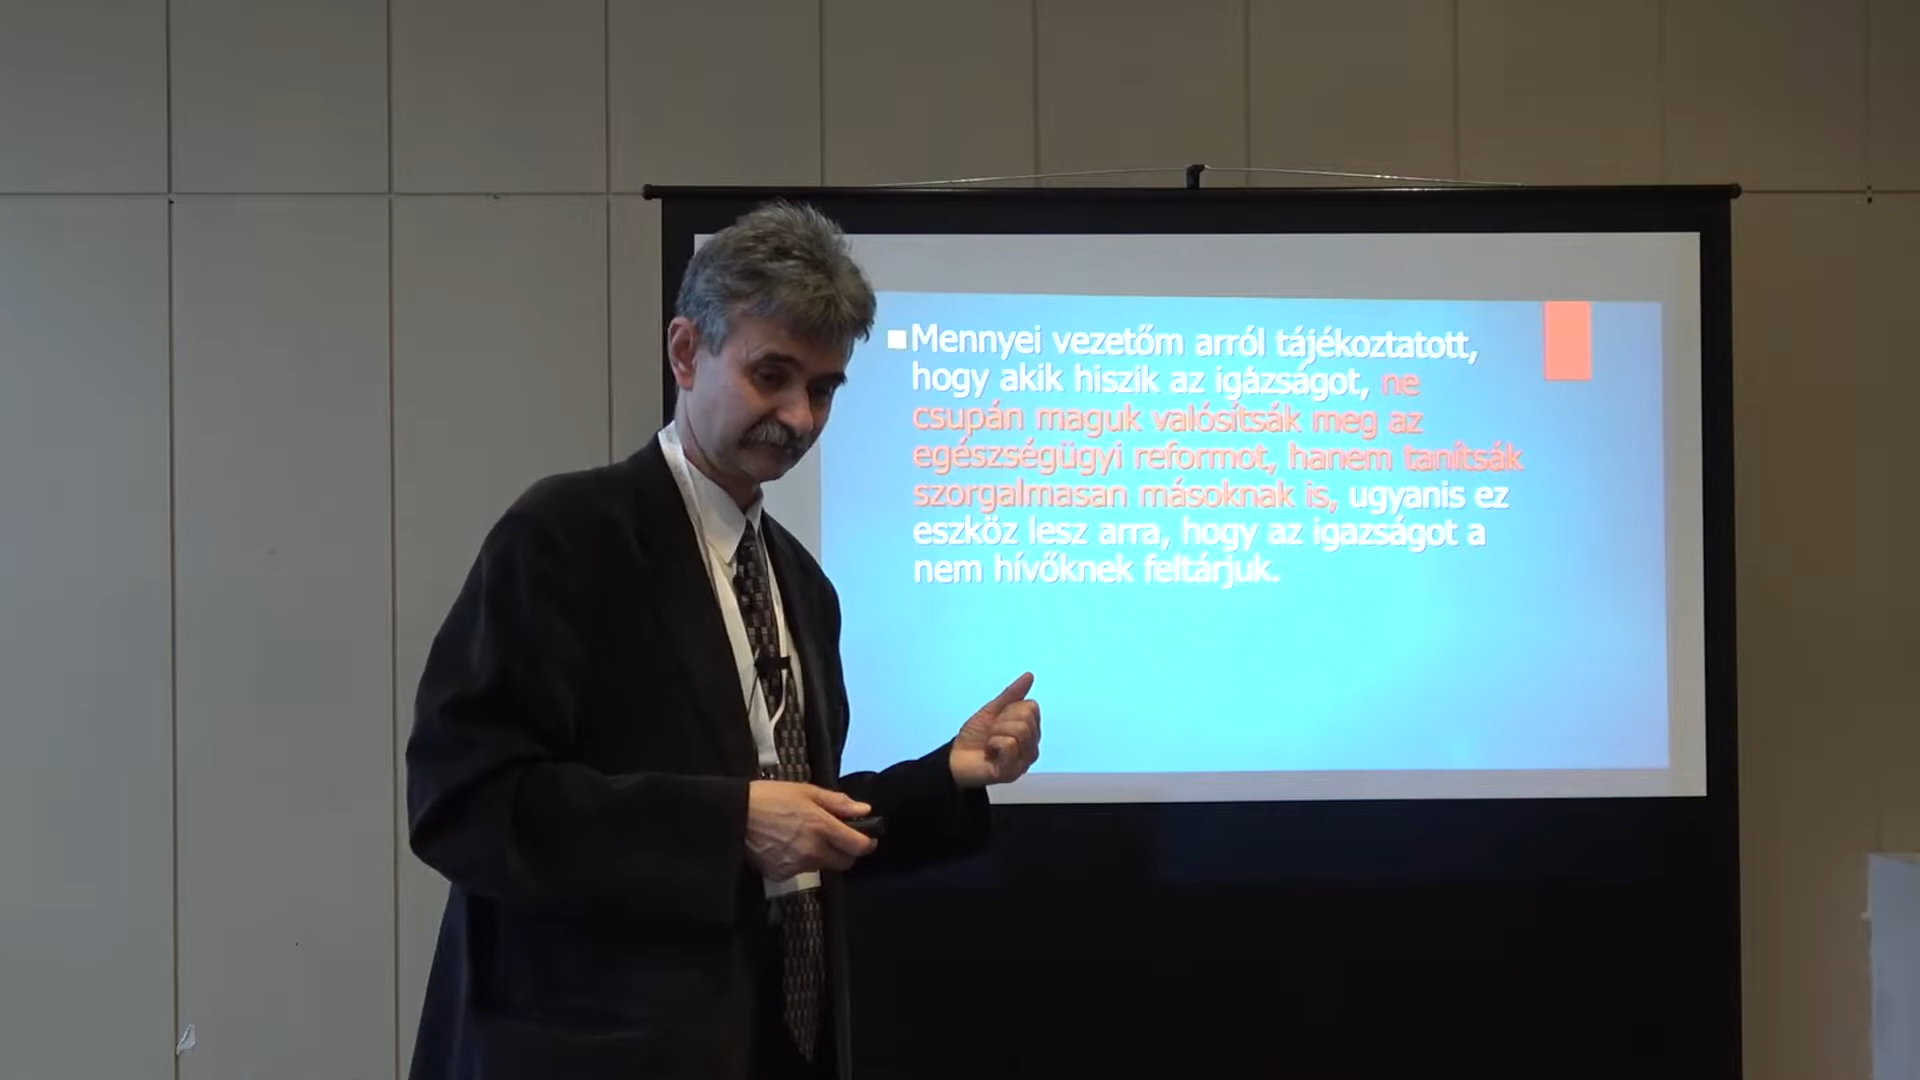 Mennyei vezetőm arról tájékoztatott,
hogy akik hiszik az igazságot, ne
csupán maguk valósítsák meg az
egészségügyi reformot, hanem tanítsák
szorgalmasan másoknak is, ugyanis ez
eszköz lesz arra, hogy az igazságot a
nem hívőknek feltárjuk.